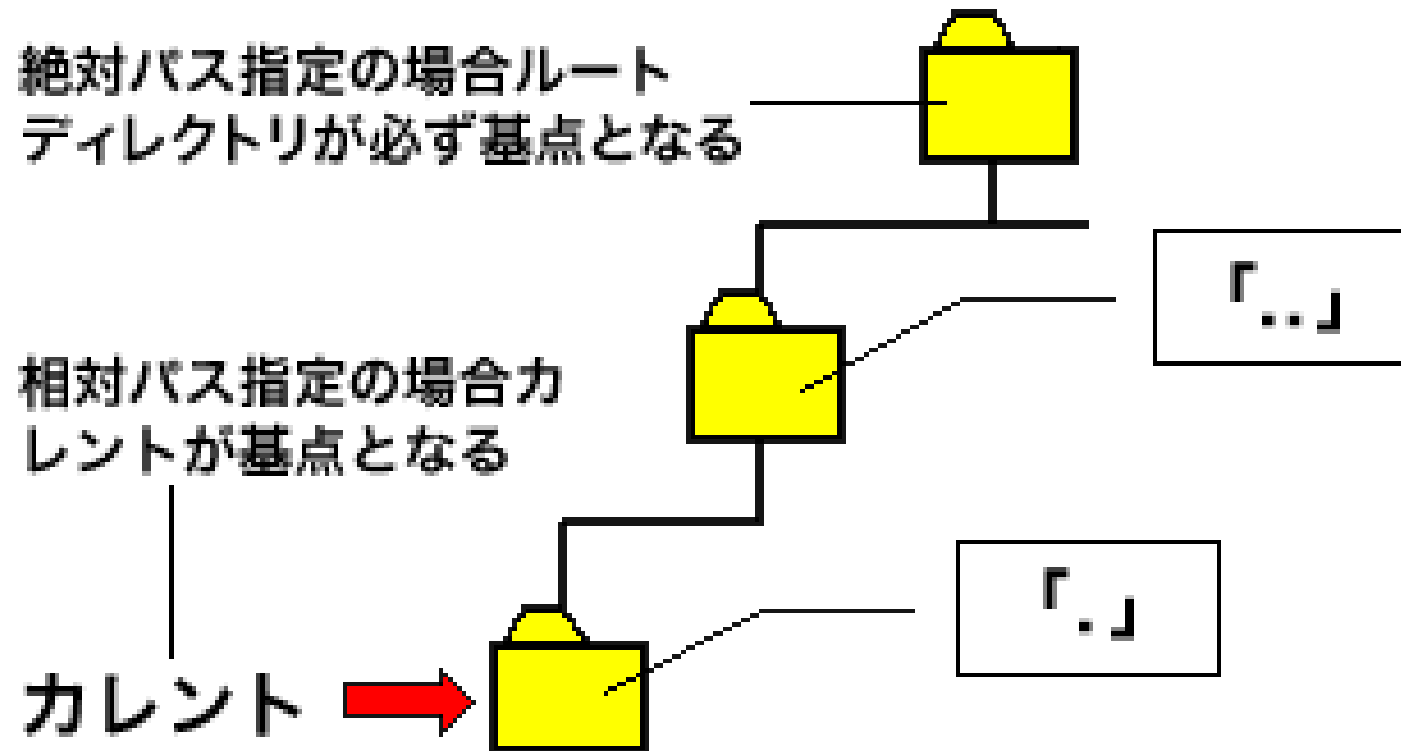 絶対パス指定の場合ルート
ディレクトリが必ず基点となる
「..」
相対パス指定の場合カ
レントが基点となる
「.」
カレント